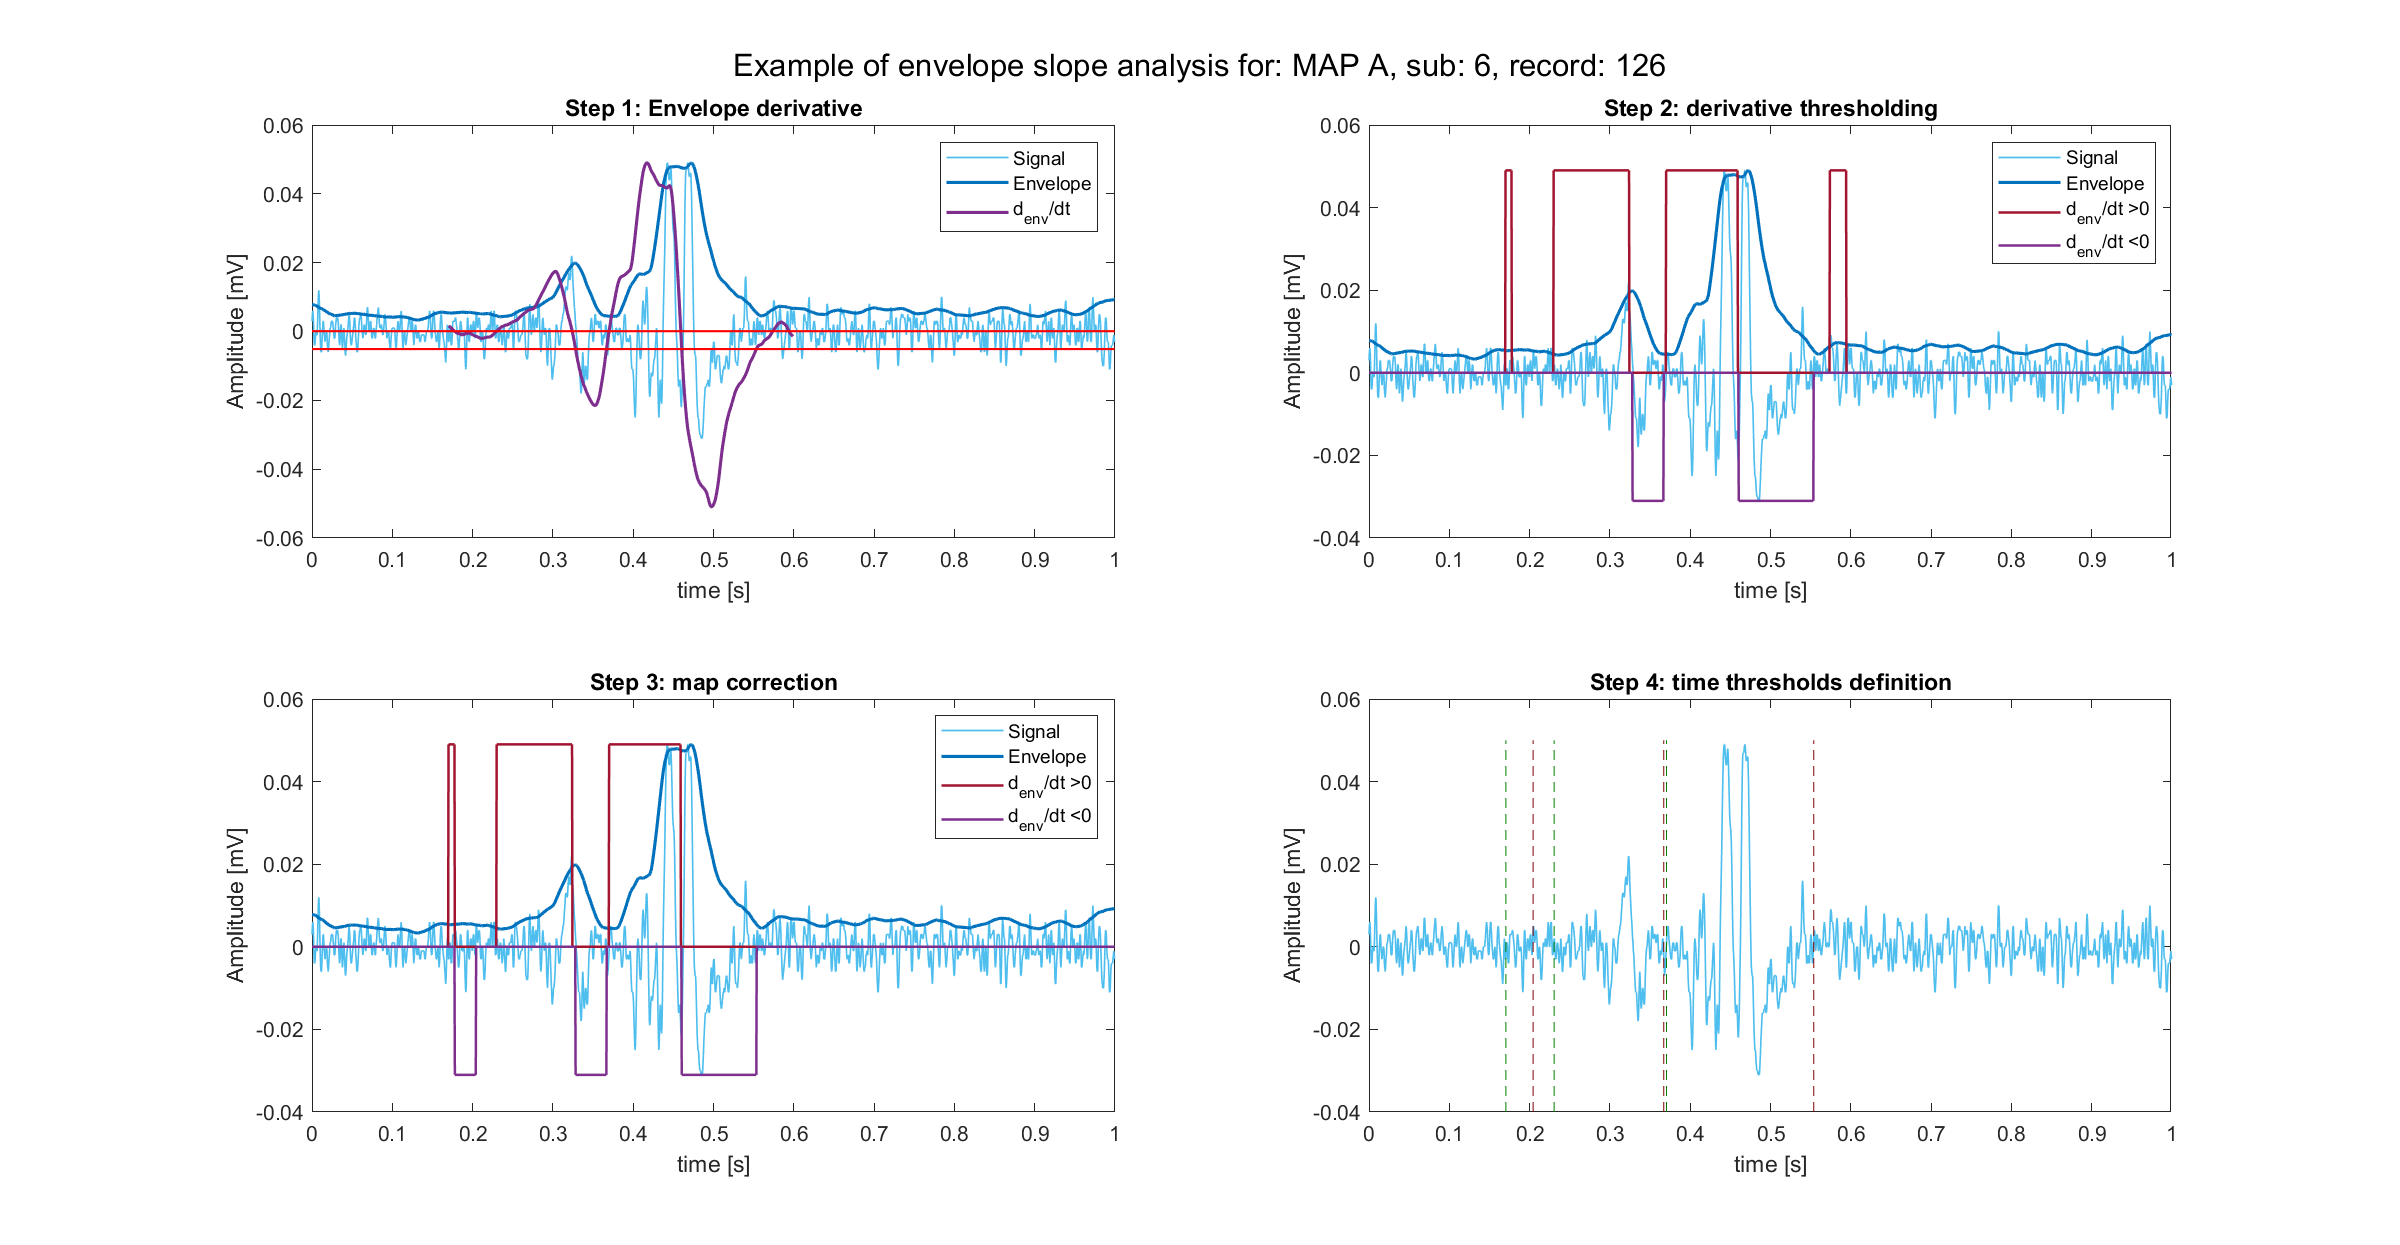 Example of envelope slope analysis for: MAP A, sub: 6, record: 126
Step 1: Envelope derivative
0.06
0.04
0.02
0
-0.02
-0.04
-0.06
Amplitude [mV]
0 0.1 0.2 0.3 0.4 0.5 0.6 0.7 0.8 0.9 1
time [s]
Signal
Envelope
d_env/dt
Step 2: derivative thresholding
0.06
0.04
0.02
0
-0.02
-0.04
Amplitude [mV]
0 0.1 0.2 0.3 0.4 0.5 0.6 0.7 0.8 0.9 1
time [s]
Signal
Envelope
d_env/dt >0
d_env/dt <0
Step 3: map correction
0.06
0.04
0.02
0
-0.02
-0.04
Amplitude [mV]
0 0.1 0.2 0.3 0.4 0.5 0.6 0.7 0.8 0.9 1
time [s]
Signal
Envelope
d_env/dt >0
d_env/dt <0
Step 4: time thresholds definition
0.06
0.04
0.02
0
-0.02
-0.04
Amplitude [mV]
0 0.1 0.2 0.3 0.4 0.5 0.6 0.7 0.8 0.9 1
time [s]